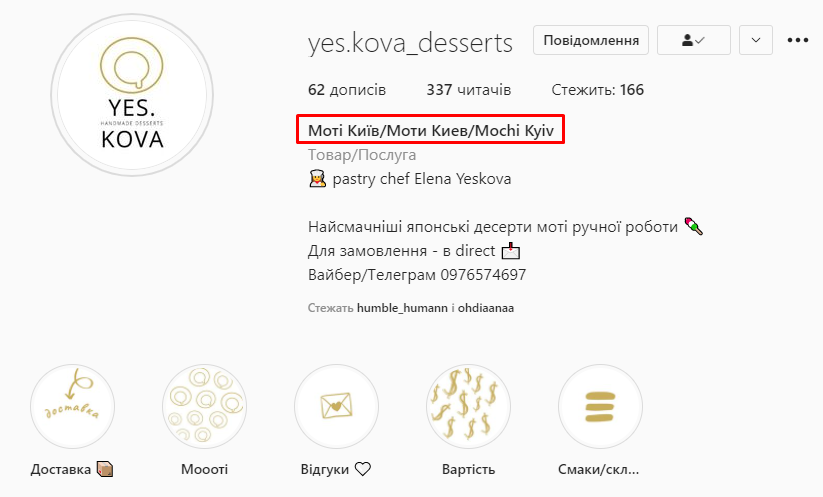 YES.
HANDMADE DESSERTS
KOVA
yes.kova_desserts
Повідомлення
62 дописів 337 читачів Стежить: 166
Моті Київ/Моти Киев/Mochi Kyiv
Товар/Послуга
👩‍🍳 pastry chef Elena Yeskova
Найсмачніші японські десерти моті ручної роботи 🍡
Для замовлення - в direct 📩
Вайбер/Телеграм 0976574697
Стежать humble_humann і ohdiaanaa
доставка
Доставка 📦
Моооті
Відгуки ♡
Вартість
Смаки/скл...